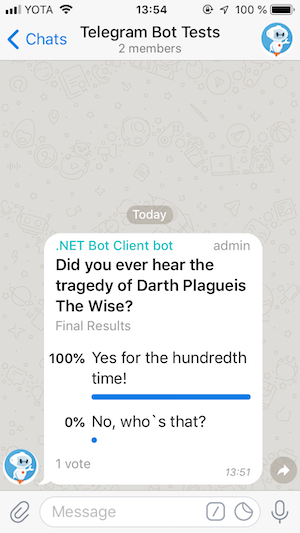 YOTA 13:54 100 %
Chats Telegram Bot Tests
2 members
Today
.NET Bot Client bot admin
Did you ever hear the
tragedy of Darth Plagueis
The Wise?
Final Results
100% Yes for the hundredth
time!
0% No, who`s that?
1 vote
13:51
Message